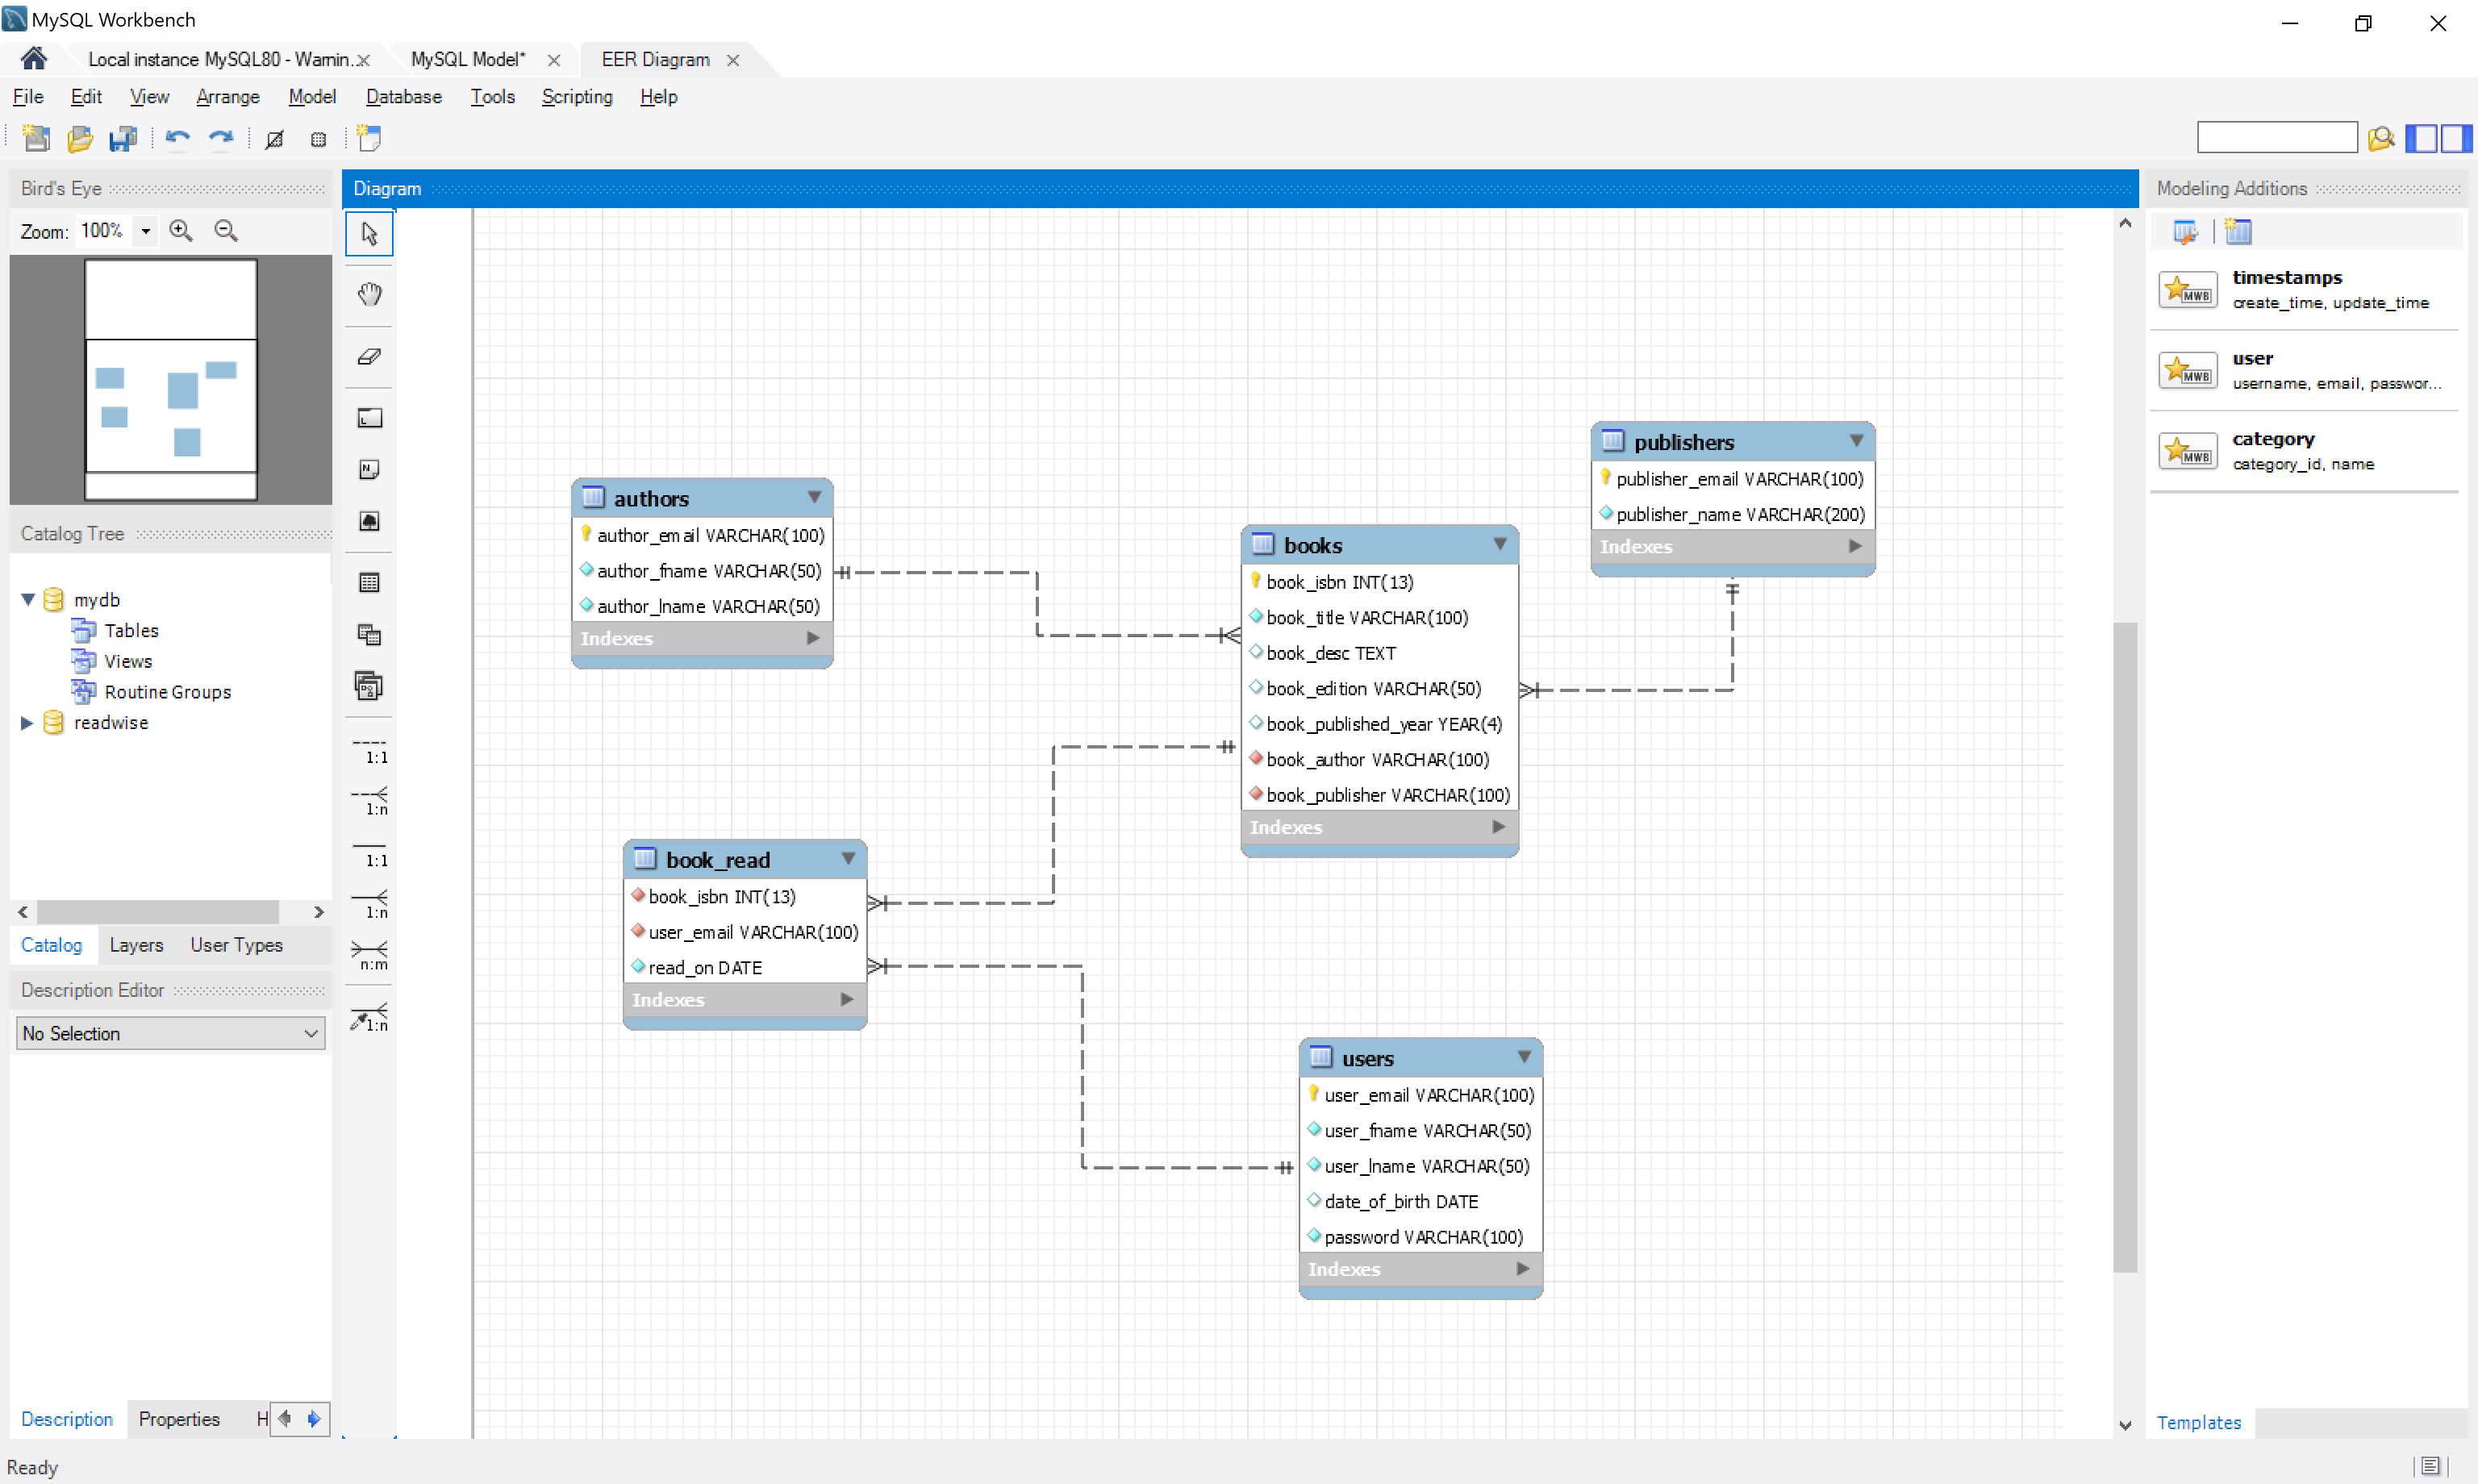 MySQL Workbench
Local instance MySQL80 - Warnin..
MySQL Model*
EER Diagram
File Edit View Arrange Model Database Tools Scripting Help
Bird's Eye
Zoom: 100%
Catalog Tree
mydb
Tables
Views
Routine Groups
readwise
Catalog Layers User Types
Description Editor
No Selection
Description Properties H
Ready
Diagram
1:1
1:n
1:1
1:n
n:m
1:n
authors
author_email VARCHAR(100)
author_fname VARCHAR(50)
author_lname VARCHAR(50)
Indexes
books
book_isbn INT(13)
book_title VARCHAR(100)
book_desc TEXT
book_edition VARCHAR(50)
book_published_year YEAR(4)
book_author VARCHAR(100)
book_publisher VARCHAR(100)
Indexes
publishers
publisher_email VARCHAR(100)
publisher_name VARCHAR(200)
Indexes
book_read
book_isbn INT(13)
user_email VARCHAR(100)
read_on DATE
Indexes
users
user_email VARCHAR(100)
user_fname VARCHAR(50)
user_lname VARCHAR(50)
date_of_birth DATE
password VARCHAR(100)
Indexes
Modeling Additions
MWB
timestamps
create_time, update_time
MWB
user
username, email, passwor...
MWB
category
category_id, name
Templates